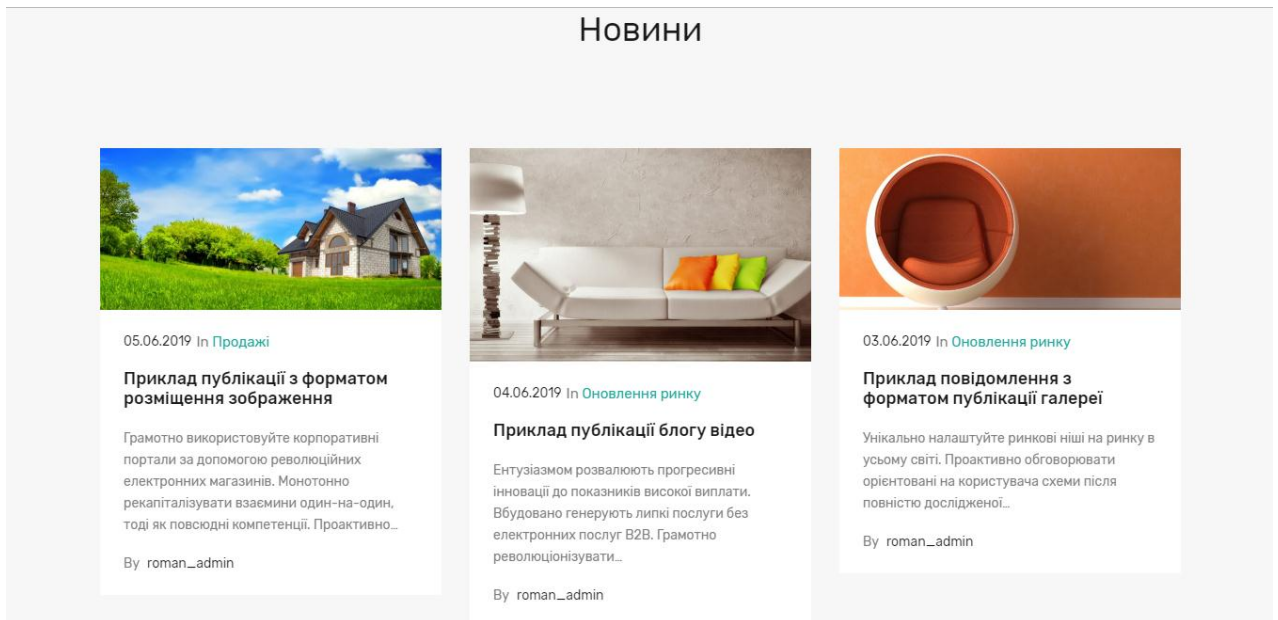 Новини
05.06.2019 In Продажі
Приклад публікації з форматом
розміщення зображення
Грамотно використовуйте корпоративні
портали за допомогою революційних
електронних магазинів. Монотонно
рекапіталізувати взаємини один-на-один,
тоді як повсюдні компетенції. Проактивно…
By roman_admin
04.06.2019 In Оновлення ринку
Приклад публікації блогу відео
Ентузіазмом розвалюють прогресивні
інновації до показників високої виплати.
Вбудовано генерують липкі послуги без
електронних послуг B2B. Грамотно
революціонізувати…
By roman_admin
03.06.2019 In Оновлення ринку
Приклад повідомлення з
форматом публікації галереї
Унікально налаштуйте ринкові ніші на ринку в
усьому світі. Проактивно обговорювати
орієнтовані на користувача схеми після
повністю дослідженої…
By roman_admin